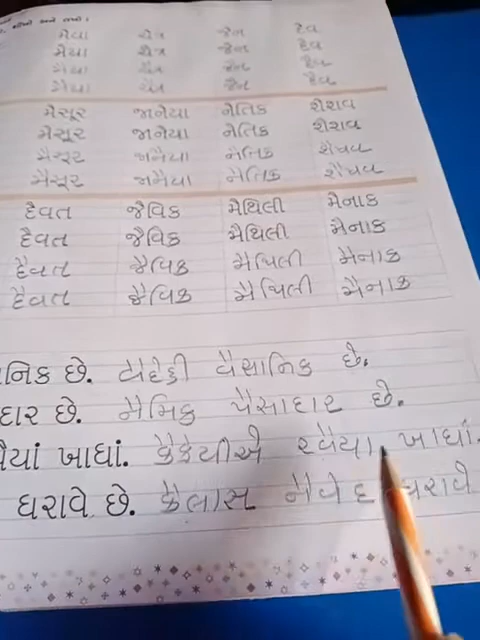 મૈયા ચૈત્ર જૈન હૈવ
મૈયા ચૈત્ર જૈન હૈવ
મૈયા ચૈત્ર જૈન હૈવ
મૈયા ચૈત્ર જૈન હૈવ
મૈસૂર જાનૈયા નૈતિક શૈશવ
મૈસૂર જાનૈયા નૈતિક શૈશવ
મૈસૂર જાનૈયા નૈતિક શૈશવ
મૈસૂર જાનૈયા નૈતિક શૈશવ
દૈવત જૈવિક મૈથિલી મૈનાક
દૈવત જૈવિક મૈથિલી મૈનાક
દૈવત જૈવિક મૈથિલી મૈનાક
દૈવત જૈવિક મૈથિલી મૈનાક
નિક છે. વૈજ્ઞાનિક છે.
દાર છે. નૈમિક પૈસાદાર છે.
વૈયાં ખાધાં. કૈકેયીએ રવૈયા ખાધાં.
ધરાવે છે. કૈલાસ નૈવેદ ધરાવે